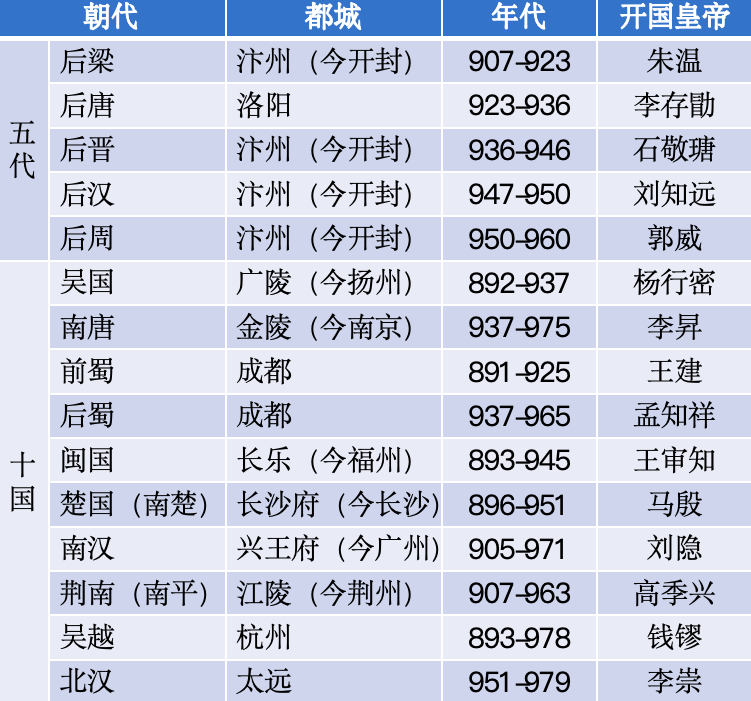 朝代 都城 年代 开国皇帝
五代
后梁 汴州（今开封） 907-923 朱温
后唐 洛阳 923-936 李存勖
后晋 汴州（今开封） 936-946 石敬瑭
后汉 汴州（今开封） 947-950 刘知远
后周 汴州（今开封） 950-960 郭威
十国
吴国 广陵（今扬州） 892-937 杨行密
南唐 金陵（今南京） 937-975 李昇
前蜀 成都 891-925 王建
后蜀 成都 937-965 孟知祥
闽国 长乐（今福州） 893-945 王审知
楚国（南楚） 长沙府（今长沙） 896-951 马殷
南汉 兴王府（今广州） 905-971 刘隐
荆南（南平） 江陵（今荆州） 907-963 高季兴
吴越 杭州 893-978 钱镠
北汉 太远 951-979 李崇